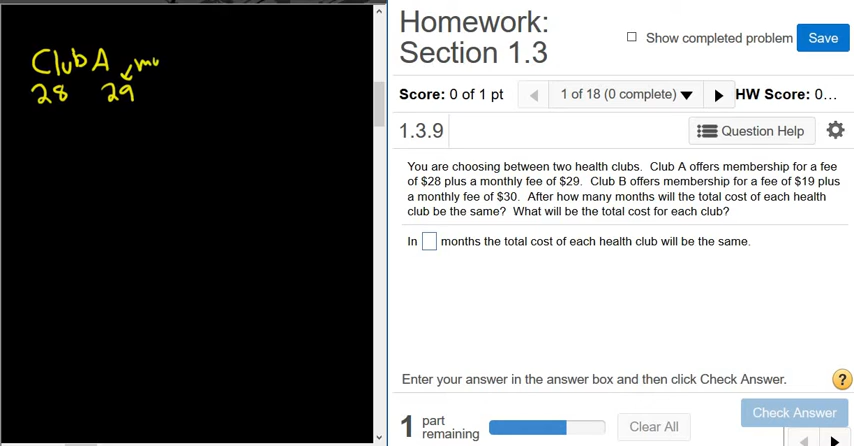 Club A mo
28 29
Homework:
Section 1.3
Show completed problem
Save
Score: 0 of 1 pt
1 of 18 (0 complete)
HW Score: 0...
1.3.9
Question Help
You are choosing between two health clubs. Club A offers membership for a fee
of $28 plus a monthly fee of $29. Club B offers membership for a fee of $19 plus
a monthly fee of $30. After how many months will the total cost of each health
club be the same? What will be the total cost for each club?
In months the total cost of each health club will be the same.
Enter your answer in the answer box and then click Check Answer.
?
1 part
remaining
Clear All
Check Answer